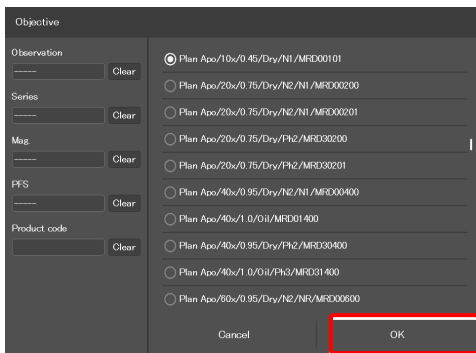 Objective
Observation
----- Clear
Series
----- Clear
Mag.
----- Clear
PFS
----- Clear
Product code
Clear
Plan Apo/10x/0.45/Dry/N1/MRD00101
Plan Apo/20x/0.75/Dry/N2/N1/MRD00200
Plan Apo/20x/0.75/Dry/N2/N1/MRD00201
Plan Apo/20x/0.75/Dry/Ph2/MRD30200
Plan Apo/20x/0.75/Dry/Ph2/MRD30201
Plan Apo/40x/0.95/Dry/N2/N1/MRD00400
Plan Apo/40x/1.0/Oil/MRD01400
Plan Apo/40x/0.95/Dry/Ph2/MRD30400
Plan Apo/40x/1.0/Oil/Ph3/MRD31400
Plan Apo/60x/0.95/Dry/N2/NR/MRD00600
Cancel
OK